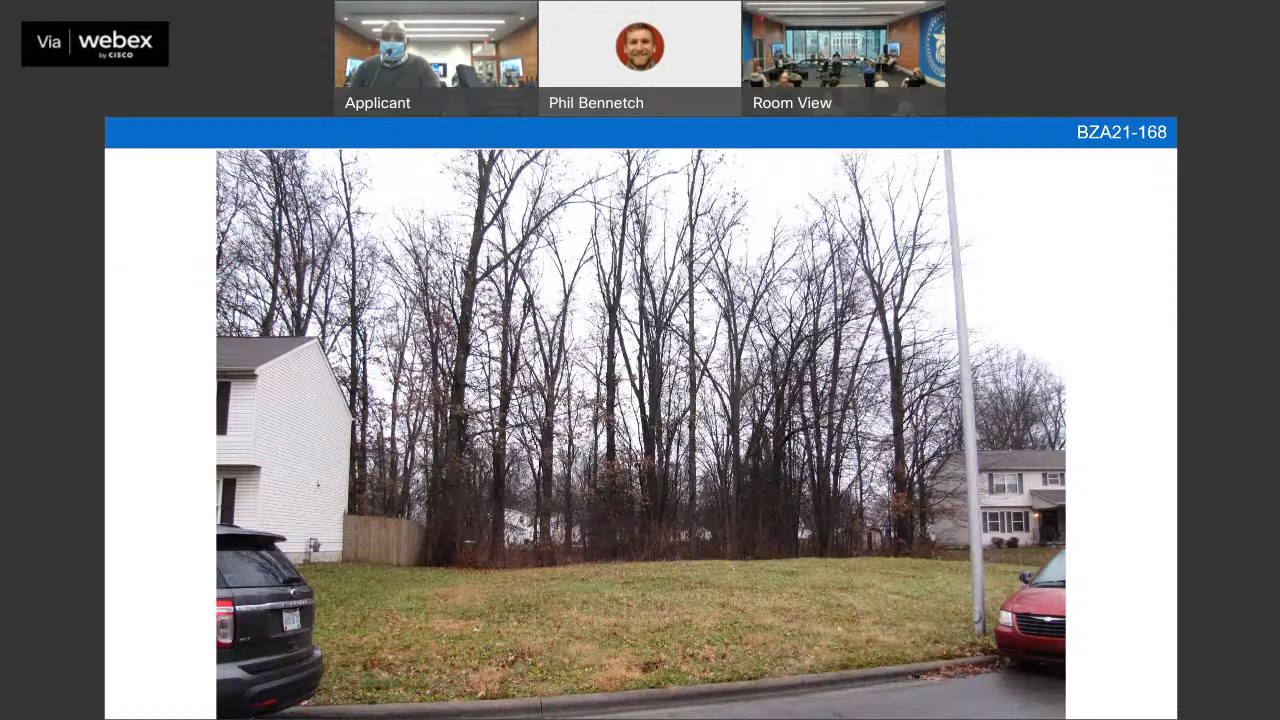 Via webex
by CISCO
Applicant
Phil Bennetch
Room View
BZA21-168